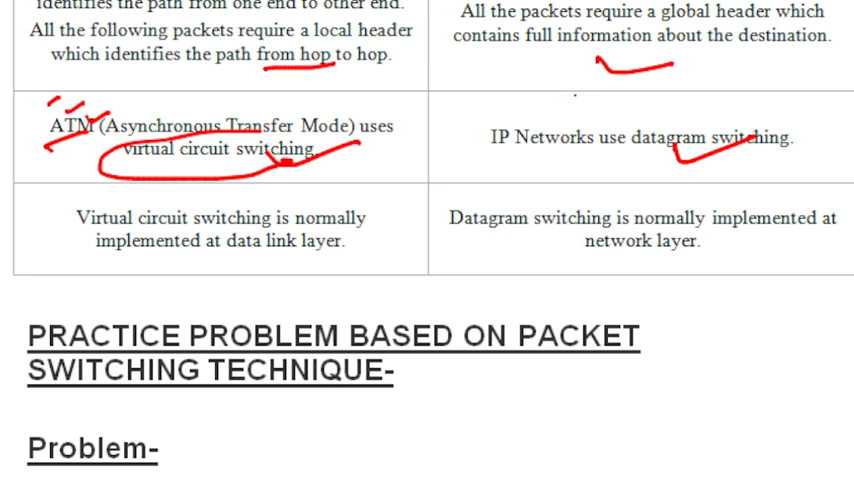 identifies the path from one end to other end.
All the following packets require a local header
which identifies the path from hop to hop.
All the packets require a global header which
contains full information about the destination.
ATM (Asynchronous Transfer Mode) uses
virtual circuit switching.
IP Networks use datagram switching.
Virtual circuit switching is normally
implemented at data link layer.
Datagram switching is normally implemented at
network layer.
PRACTICE PROBLEM BASED ON PACKET
SWITCHING TECHNIQUE-
Problem-